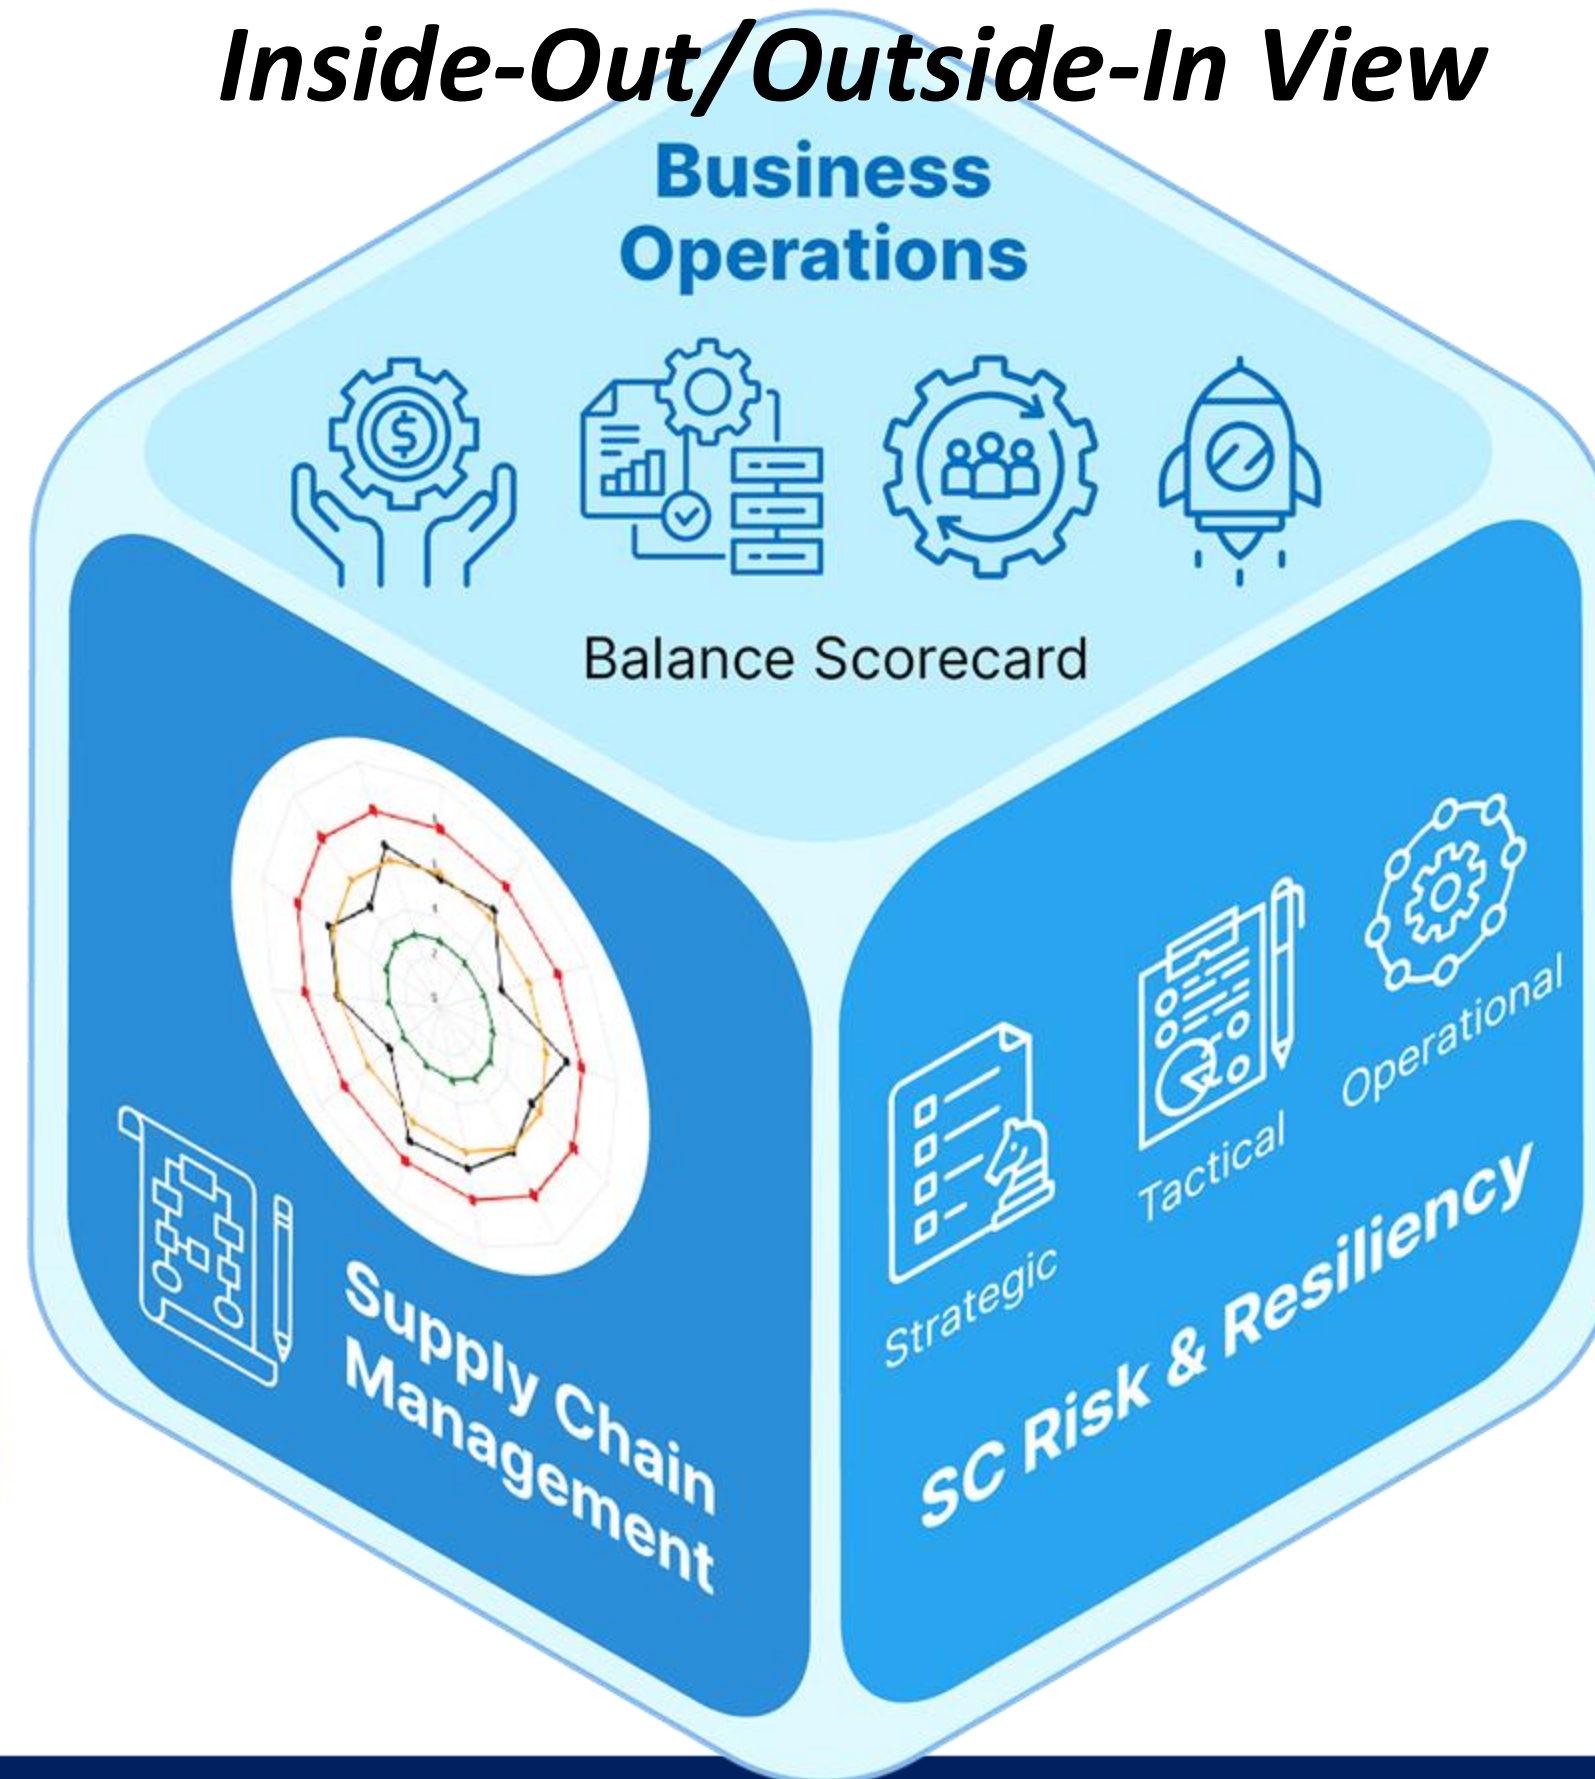 Inside-Out/Outside-In View
Business
Operations
$
Balance Scorecard
Supply Chain
Management
Strategic
Tactical
Operational
SC Risk & Resiliency